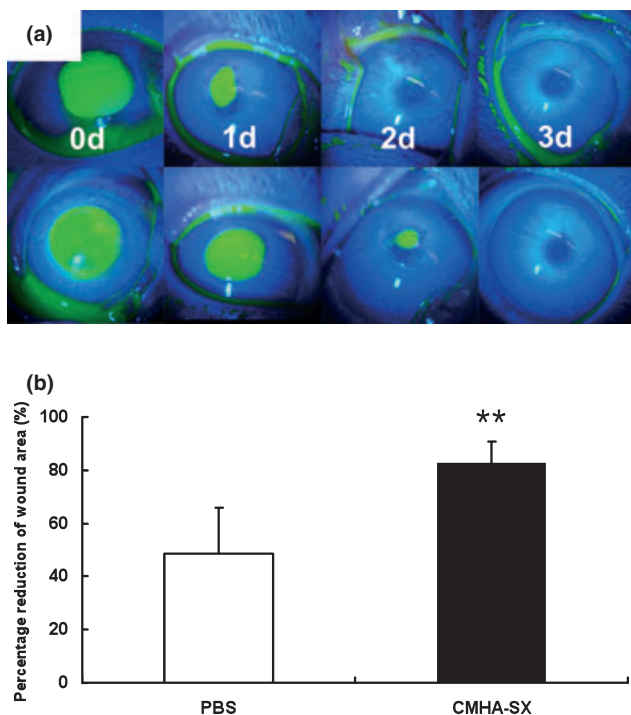 (a)
0d 1d 2d 3d
(b)
Percentage reduction of wound area (%)
100
80
60
40
20
0
**
PBS CMHA-SX